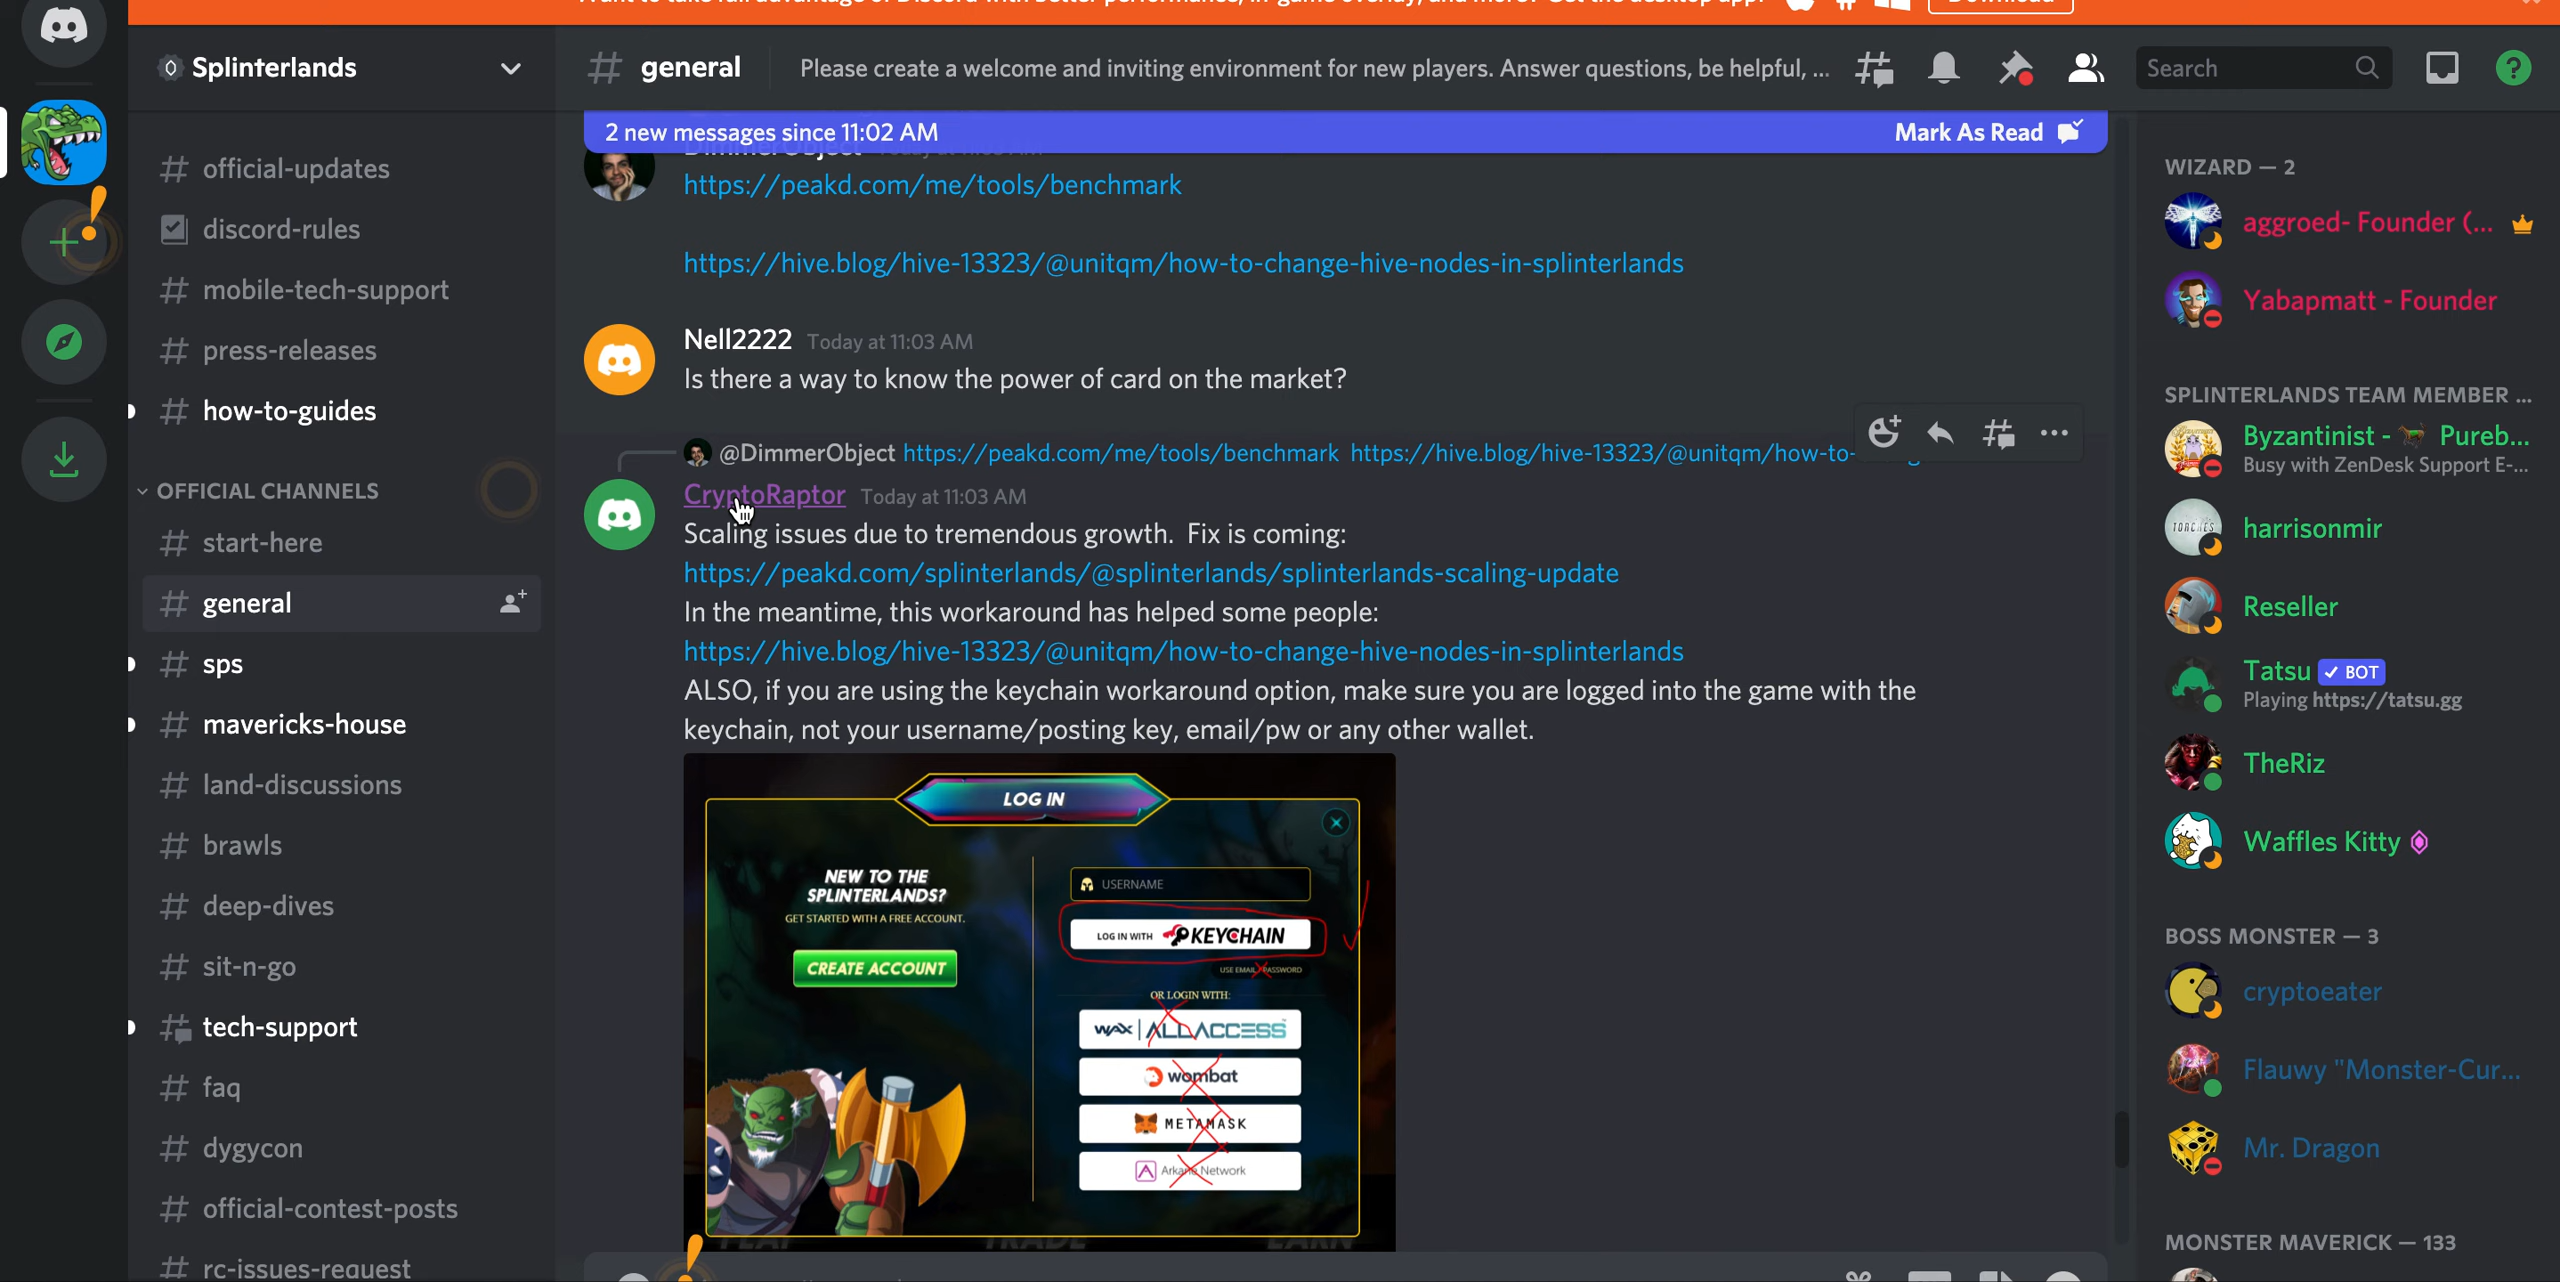 Splinterlands
# general
Please create a welcome and inviting environment for new players. Answer questions, be helpful, ...
Search
2 new messages since 11:02 AM
Mark As Read
official-updates
discord-rules
mobile-tech-support
press-releases
how-to-guides
OFFICIAL CHANNELS
start-here
general
sps
mavericks-house
land-discussions
brawls
deep-dives
sit-n-go
tech-support
faq
dygycon
official-contest-posts
rc-issues-request
DimmerObject
https://peakd.com/me/tools/benchmark
https://hive.blog/hive-13323/@unitqm/how-to-change-hive-nodes-in-splinterlands
Nell2222 Today at 11:03 AM
Is there a way to know the power of card on the market?
@DimmerObject https://peakd.com/me/tools/benchmark https://hive.blog/hive-13323/@unitqm/how-to-
CryptoRaptor Today at 11:03 AM
Scaling issues due to tremendous growth. Fix is coming:
https://peakd.com/splinterlands/@splinterlands/splinterlands-scaling-update
In the meantime, this workaround has helped some people:
https://hive.blog/hive-13323/@unitqm/how-to-change-hive-nodes-in-splinterlands
ALSO, if you are using the keychain workaround option, make sure you are logged into the game with the
keychain, not your username/posting key, email/pw or any other wallet.
LOG IN
NEW TO THE
SPLINTERLANDS?
GET STARTED WITH A FREE ACCOUNT.
CREATE ACCOUNT
USERNAME
LOG IN WITH KEYCHAIN
USE EMAIL/PASSWORD
OR LOGIN WITH:
WAX | ALLACCESS
wombat
METAMASK
Arkane Network
WIZARD — 2
aggroed- Founder (...
Yabapmatt - Founder
SPLINTERLANDS TEAM MEMBER ...
Byzantinist - Pureb...
Busy with ZenDesk Support E-...
TORCHES
harrisonmir
Reseller
Tatsu ✓ BOT
Playing https://tatsu.gg
TheRiz
Waffles Kitty
BOSS MONSTER — 3
cryptoeater
Flauwy "Monster-Cur...
Mr. Dragon
MONSTER MAVERICK — 133